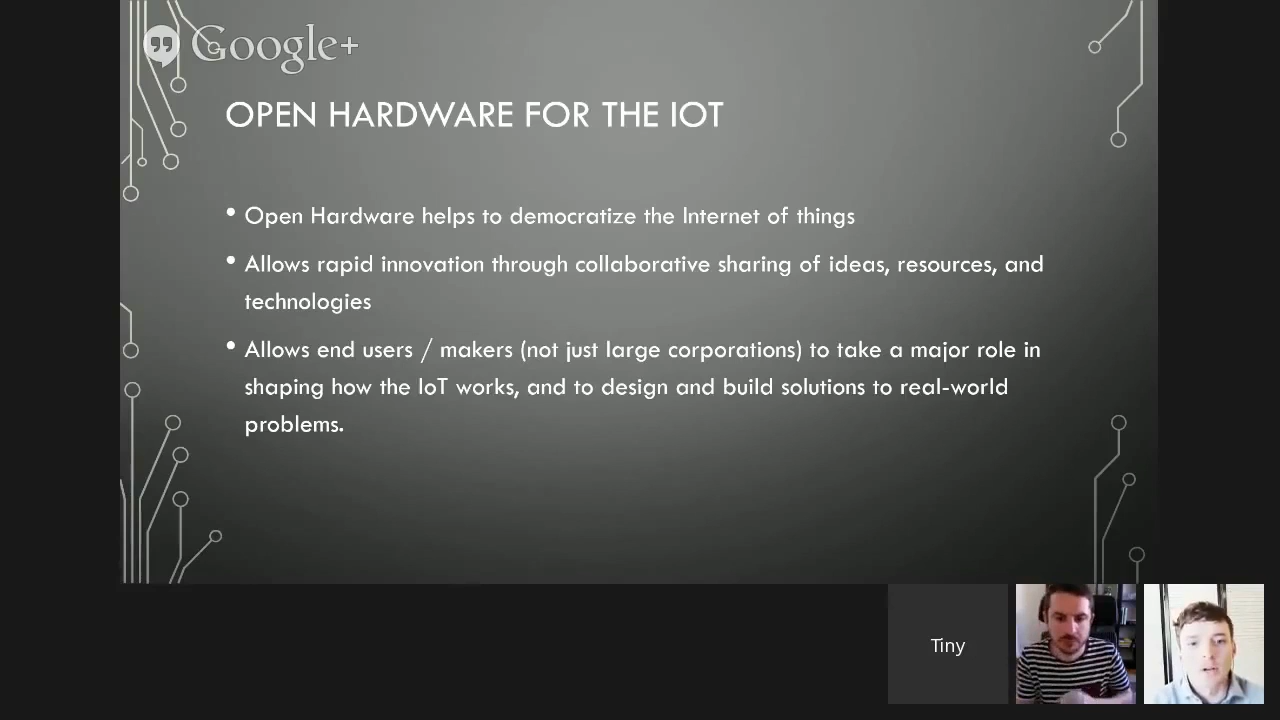 Google+
OPEN HARDWARE FOR THE IOT
• Open Hardware helps to democratize the Internet of things
• Allows rapid innovation through collaborative sharing of ideas, resources, and
technologies
• Allows end users / makers (not just large corporations) to take a major role in
shaping how the IoT works, and to design and build solutions to real-world
problems.
Tiny